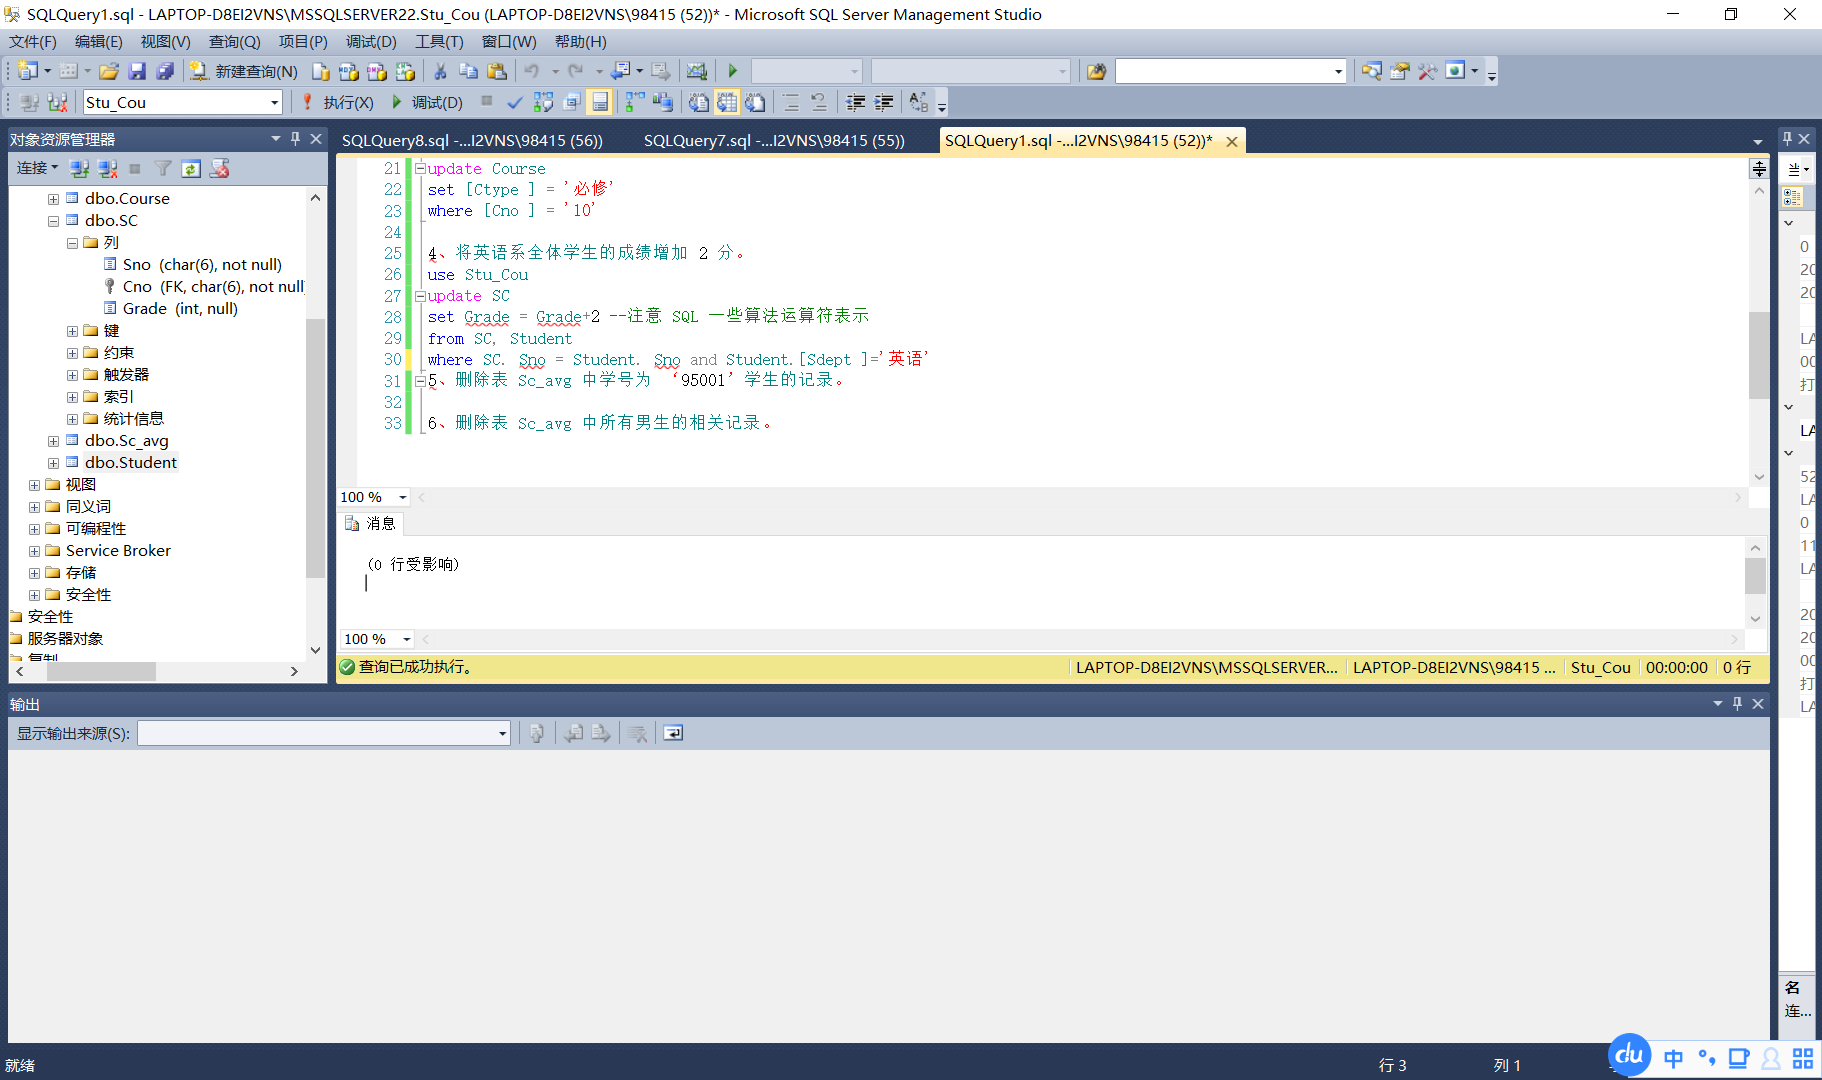 SQLQuery1.sql - LAPTOP-D8EI2VNS\MSSQLSERVER22.Stu_Cou (LAPTOP-D8EI2VNS\98415 (52))* - Microsoft SQL Server Management Studio
文件(F) 编辑(E) 视图(V) 查询(Q) 项目(P) 调试(D) 工具(T) 窗口(W) 帮助(H)
新建查询(N)
Stu_Cou 执行(X) 调试(D)
对象资源管理器
连接
dbo.Course
dbo.SC
列
Sno (char(6), not null)
Cno (FK, char(6), not null
Grade (int, null)
键
约束
触发器
索引
统计信息
dbo.Sc_avg
dbo.Student
视图
同义词
可编程性
Service Broker
存储
安全性
安全性
服务器对象
复制
SQLQuery8.sql -...I2VNS\98415 (56)) SQLQuery7.sql -...I2VNS\98415 (55)) SQLQuery1.sql -...I2VNS\98415 (52))*
21 update Course
22 set [Ctype ] = '必修'
23 where [Cno ] = '10'
24
25 4、将英语系全体学生的成绩增加 2 分。
26 use Stu_Cou
27 update SC
28 set Grade = Grade+2 --注意 SQL 一些算法运算符表示
29 from SC, Student
30 where SC. Sno = Student. Sno and Student.[Sdept ]='英语'
31 5、删除表 Sc_avg 中学号为 ‘95001’学生的记录。
32
33 6、删除表 Sc_avg 中所有男生的相关记录。
100 %
消息
(0 行受影响)
100 %
查询已成功执行。 LAPTOP-D8EI2VNS\MSSQLSERVER... LAPTOP-D8EI2VNS\98415 ... Stu_Cou 00:00:00 0 行
当
0
20
20
LA
00
打
LA
52
LA
0
11
LA
20
20
00
打
LA
名
连...
输出
显示输出来源(S):
就绪 行 3 列 1
du 中